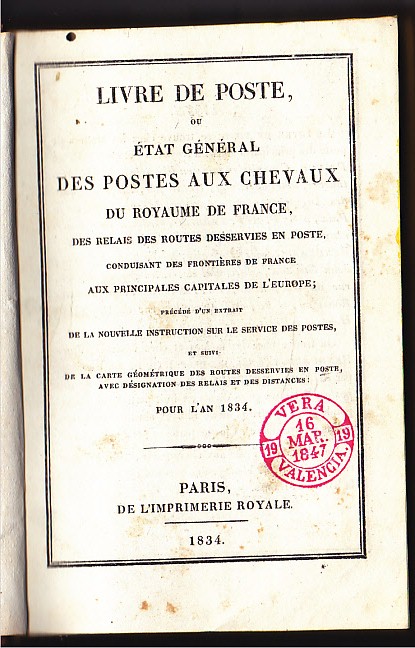 LIVRE DE POSTE,
OU
ÉTAT GÉNÉRAL
DES POSTES AUX CHEVAUX
DU ROYAUME DE FRANCE,
DES RELAIS DES ROUTES DESSERVIES EN POSTE,
CONDUISANT DES FRONTIÈRES DE FRANCE
AUX PRINCIPALES CAPITALES DE L'EUROPE;
PRÉCÉDÉ D'UN EXTRAIT
DE LA NOUVELLE INSTRUCTION SUR LE SERVICE DES POSTES,
ET SUIVI
DE LA CARTE GÉOMÉTRIQUE DES ROUTES DESSERVIES EN POSTE,
AVEC DÉSIGNATION DES RELAIS ET DES DISTANCES:
POUR L'AN 1834.
VERA
16
MAR.
1847
19 19
VALENCIA.
PARIS,
DE L'IMPRIMERIE ROYALE.
1834.